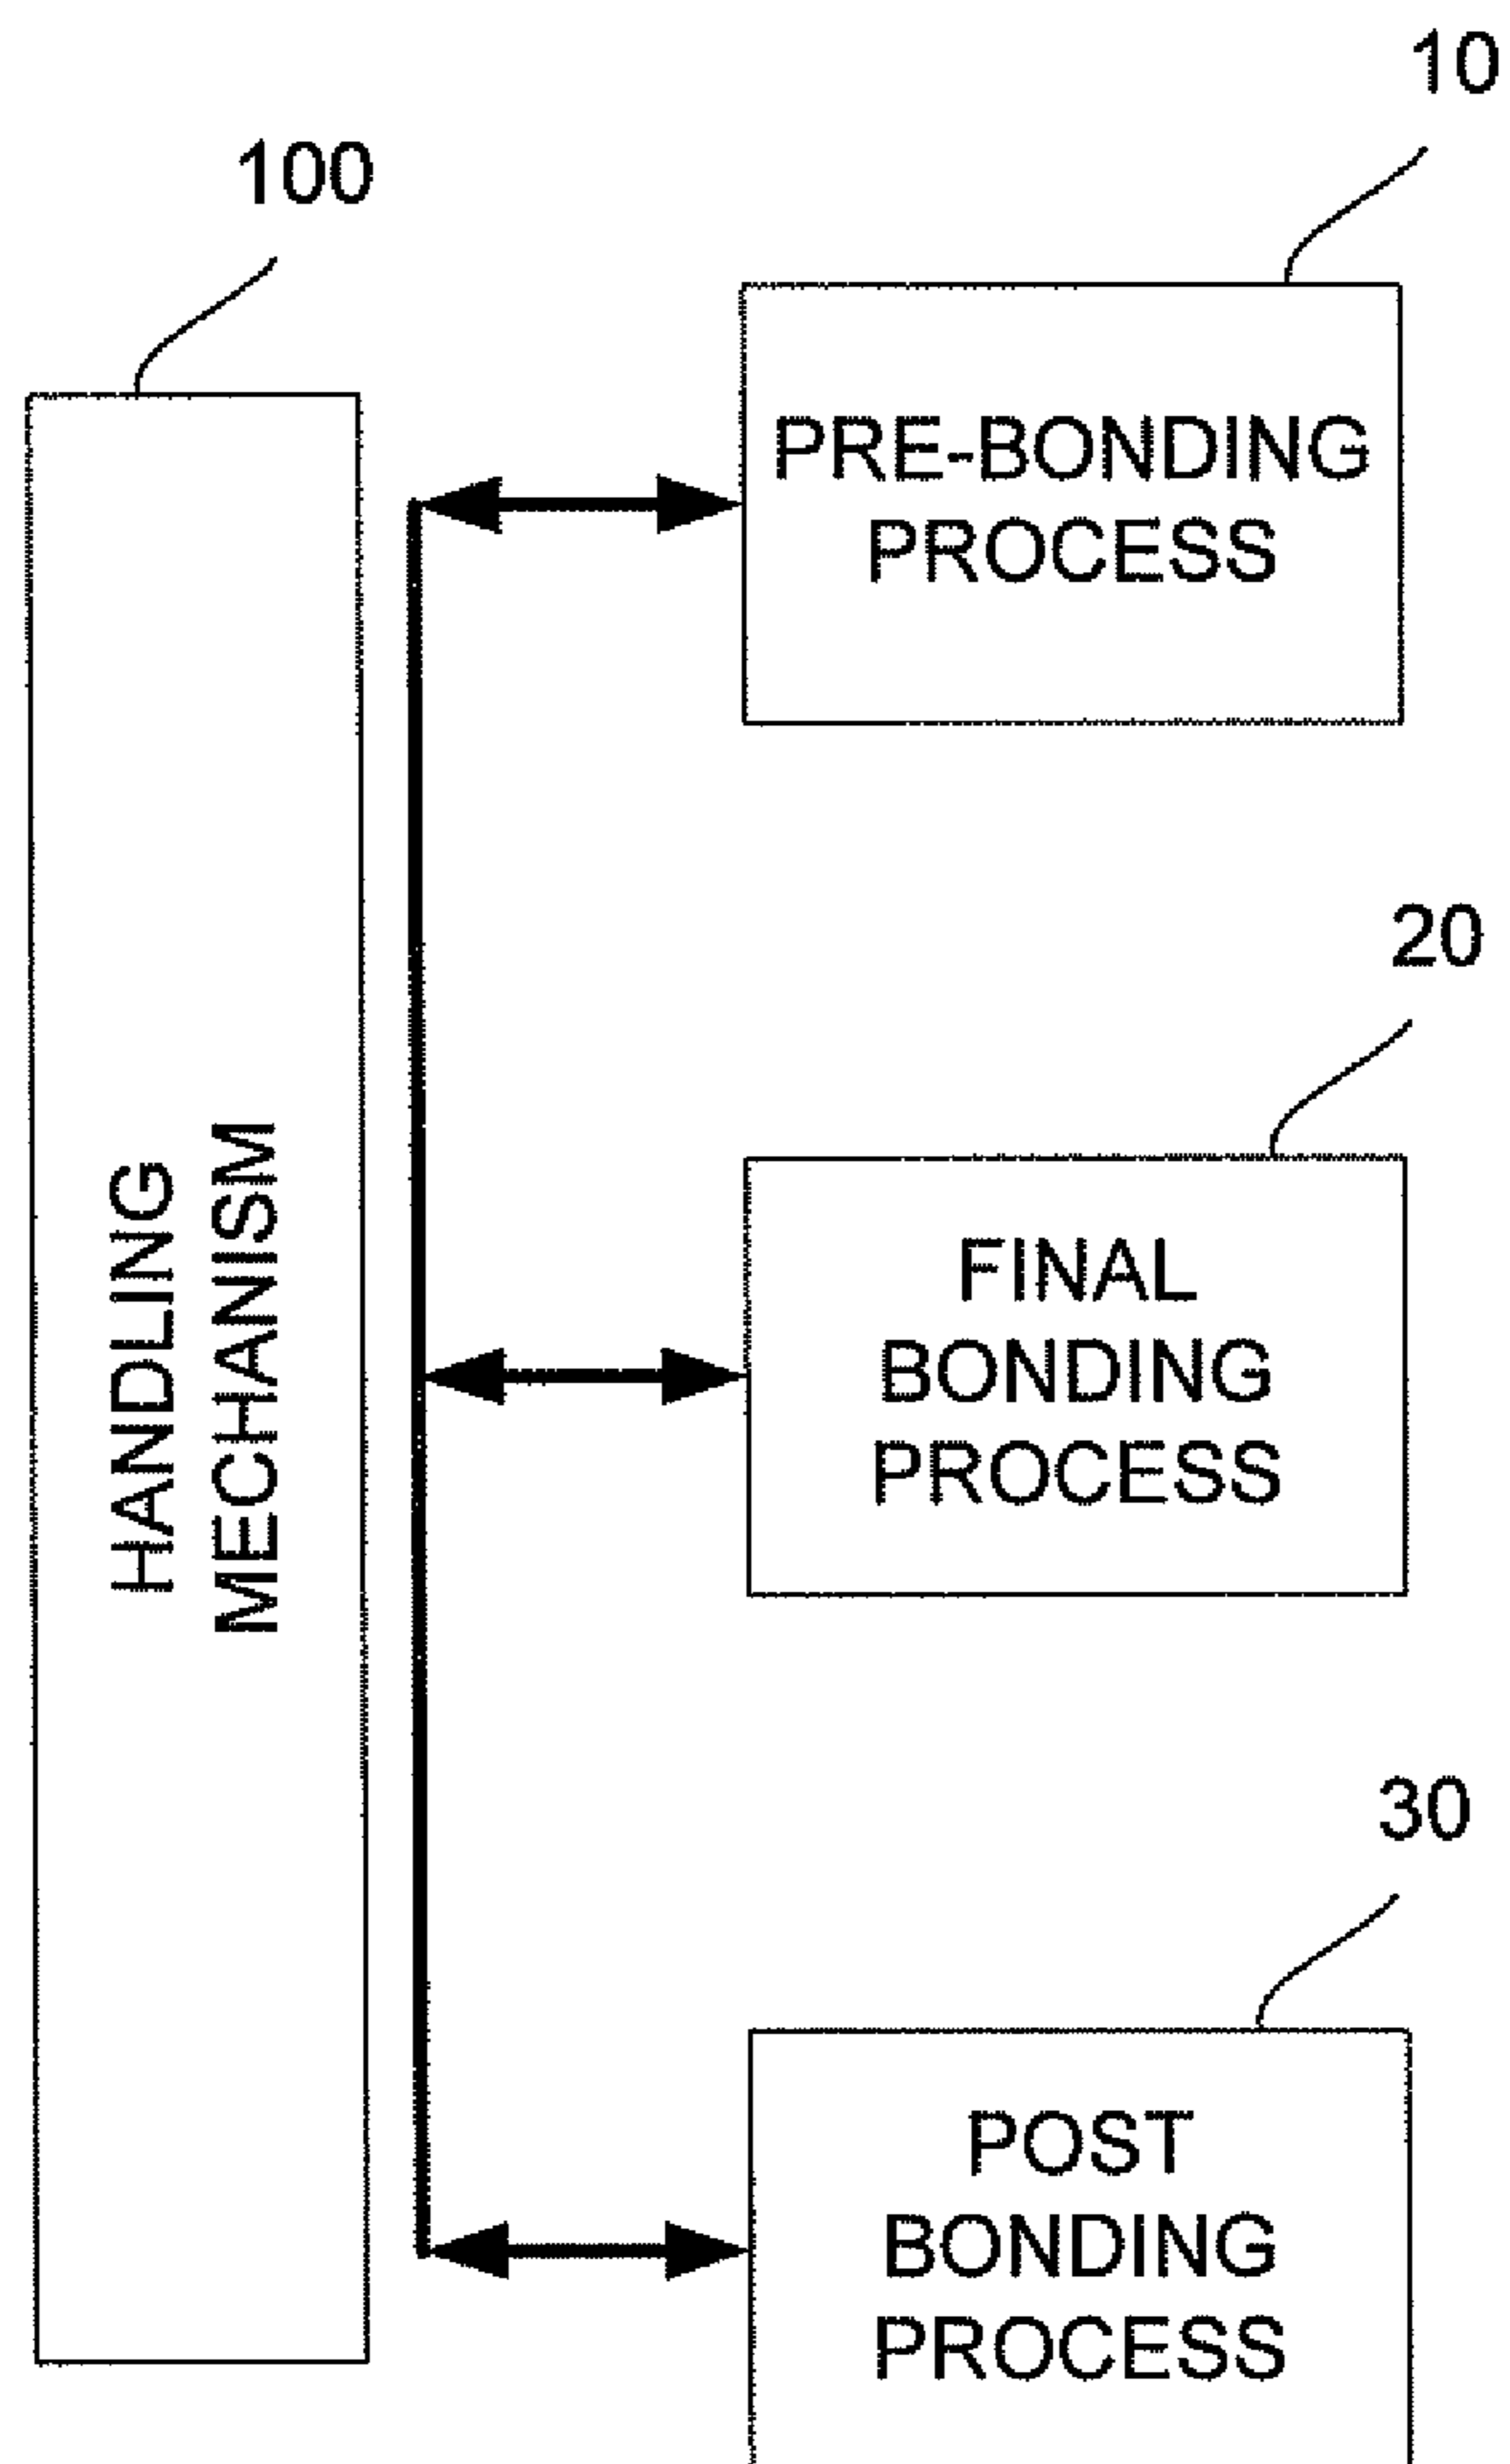 10
100
PRE-BONDING
PROCESS
20
HANDLING
MECHANISM
FINAL
BONDING
PROCESS
30
POST
BONDING
PROCESS